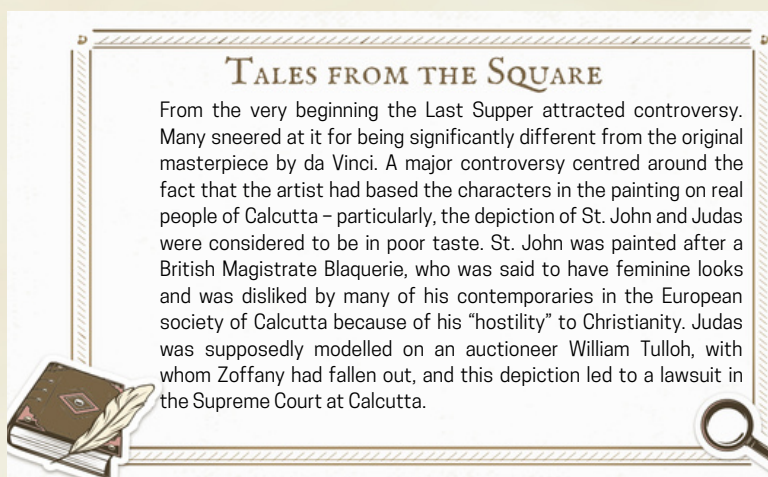 TALES FROM THE SQUARE
From the very beginning the Last Supper attracted controversy.
Many sneered at it for being significantly different from the original
masterpiece by da Vinci. A major controversy centred around the
fact that the artist had based the characters in the painting on real
people of Calcutta – particularly, the depiction of St. John and Judas
were considered to be in poor taste. St. John was painted after a
British Magistrate Blaquerie, who was said to have feminine looks
and was disliked by many of his contemporaries in the European
society of Calcutta because of his “hostility” to Christianity. Judas
was supposedly modelled on an auctioneer William Tulloh, with
whom Zoffany had fallen out, and this depiction led to a lawsuit in
the Supreme Court at Calcutta.